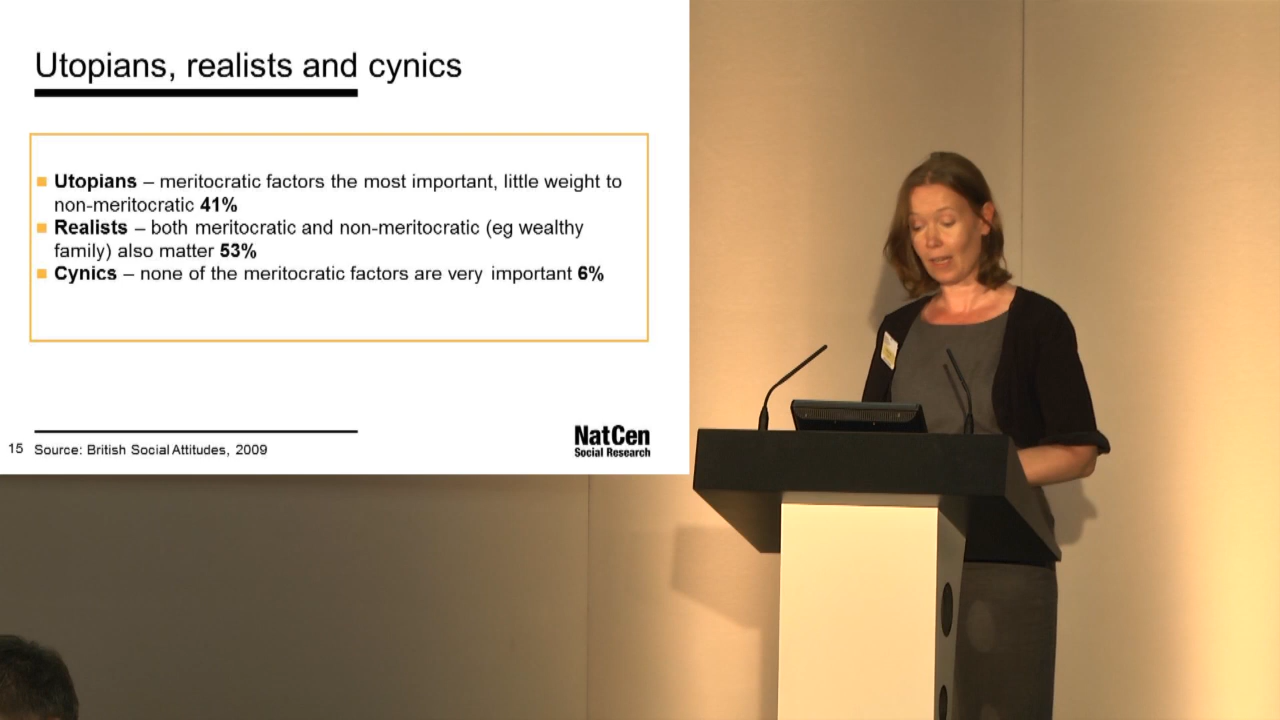 Utopians, realists and cynics
Utopians – meritocratic factors the most important, little weight to
non-meritocratic 41%
Realists – both meritocratic and non-meritocratic (eg wealthy
family) also matter 53%
Cynics – none of the meritocratic factors are very important 6%
15 Source: British Social Attitudes, 2009
NatCen
Social Research